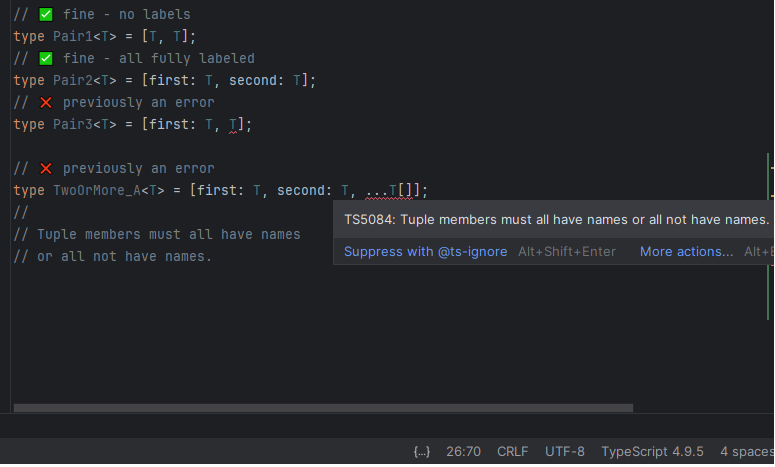 // ✅ fine - no labels
type Pair1<T> = [T, T];
// ✅ fine - all fully labeled
type Pair2<T> = [first: T, second: T];
// ❌ previously an error
type Pair3<T> = [first: T, T];
// ❌ previously an error
type TwoOrMore_A<T> = [first: T, second: T, ...T[]];
//
TS5084: Tuple members must all have names or all not have names.
// Tuple members must all have names
Suppress with @ts-ignore Alt+Shift+Enter More actions...
// or all not have names.
{...} 26:70 CRLF UTF-8 TypeScript 4.9.5 4 spaces